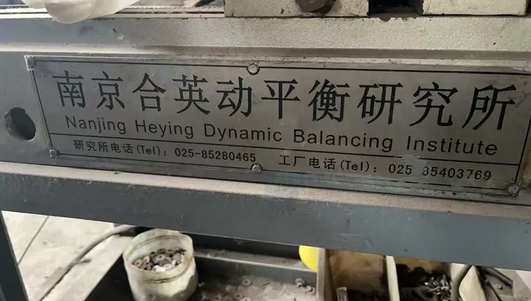 南京合英动平衡研究所
Nanjing Heying Dynamic Balancing Institute
研究所电话(Tel): 025-85280465 工厂电话(Tel): 025 85403769